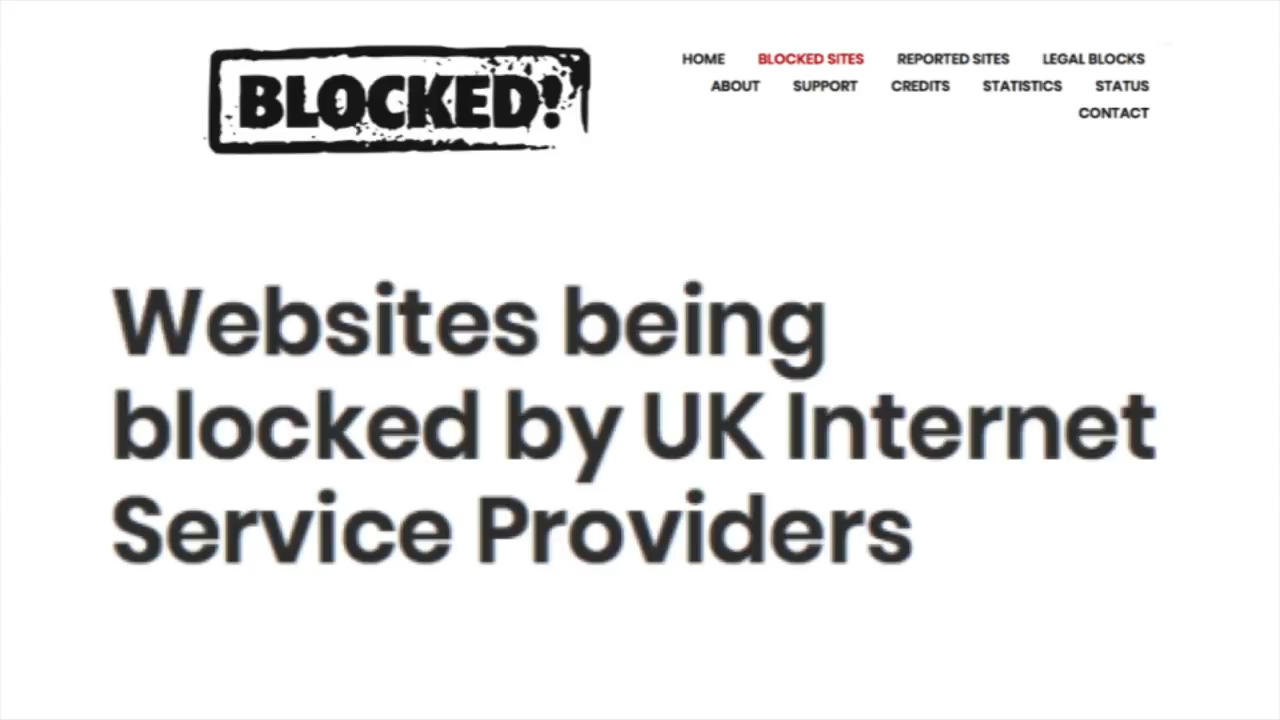 BLOCKED!
HOME BLOCKED SITES REPORTED SITES LEGAL BLOCKS
ABOUT SUPPORT CREDITS STATISTICS STATUS
CONTACT
Websites being
blocked by UK Internet
Service Providers